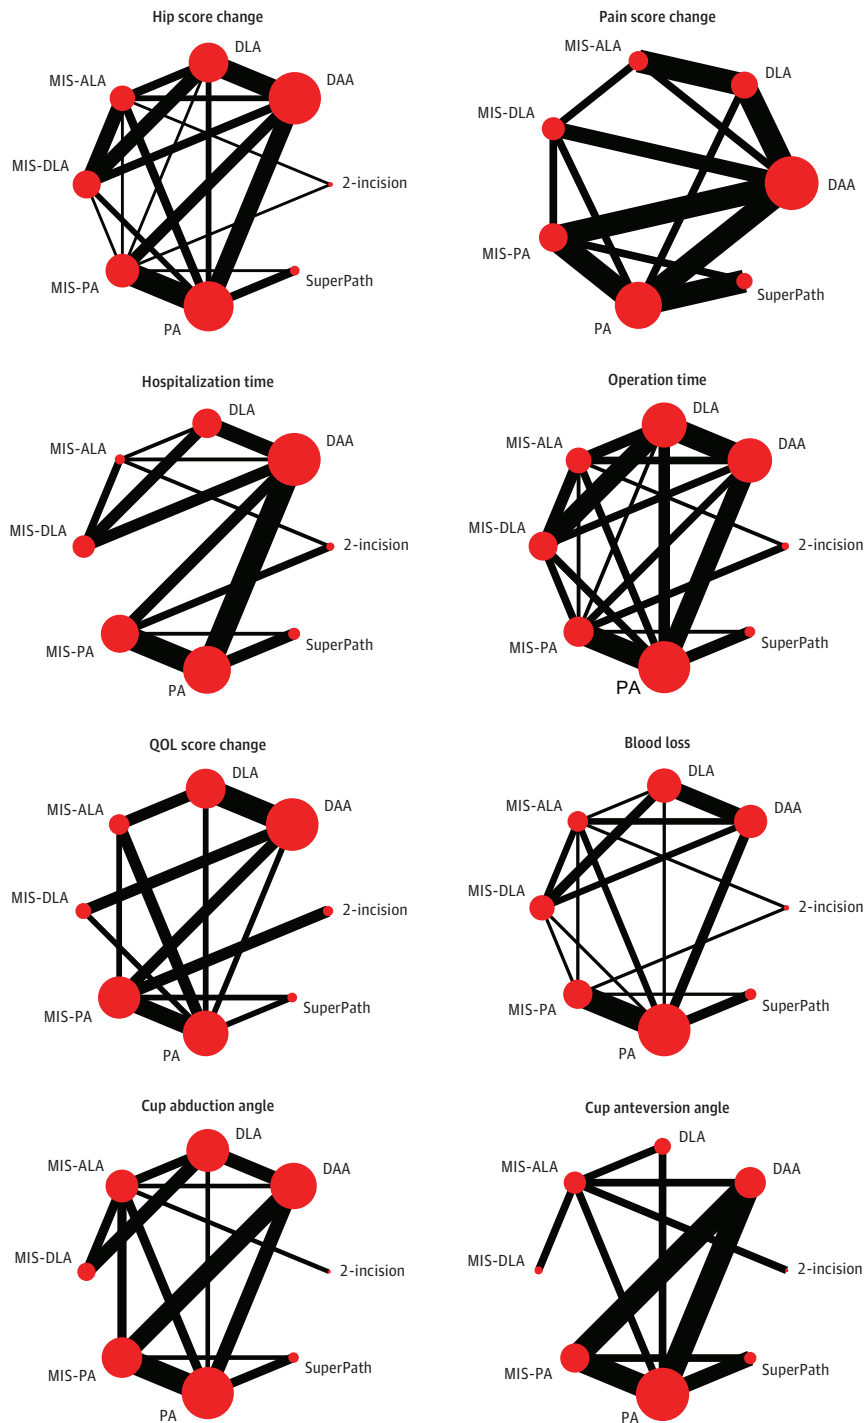 Hip score change
DLA
MIS-ALA
DAA
MIS-DLA
2-incision
MIS-PA
SuperPath
PA
Pain score change
MIS-ALA
DLA
MIS-DLA
DAA
MIS-PA
SuperPath
PA
Hospitalization time
DLA
MIS-ALA
DAA
MIS-DLA
2-incision
MIS-PA
SuperPath
PA
Operation time
DLA
MIS-ALA
DAA
MIS-DLA
2-incision
MIS-PA
SuperPath
PA
QOL score change
DLA
MIS-ALA
DAA
MIS-DLA
2-incision
MIS-PA
SuperPath
PA
Blood loss
DLA
MIS-ALA
DAA
MIS-DLA
2-incision
MIS-PA
SuperPath
PA
Cup abduction angle
DLA
MIS-ALA
DAA
MIS-DLA
2-incision
MIS-PA
SuperPath
PA
Cup anteversion angle
DLA
MIS-ALA
DAA
MIS-DLA
2-incision
MIS-PA
SuperPath
PA